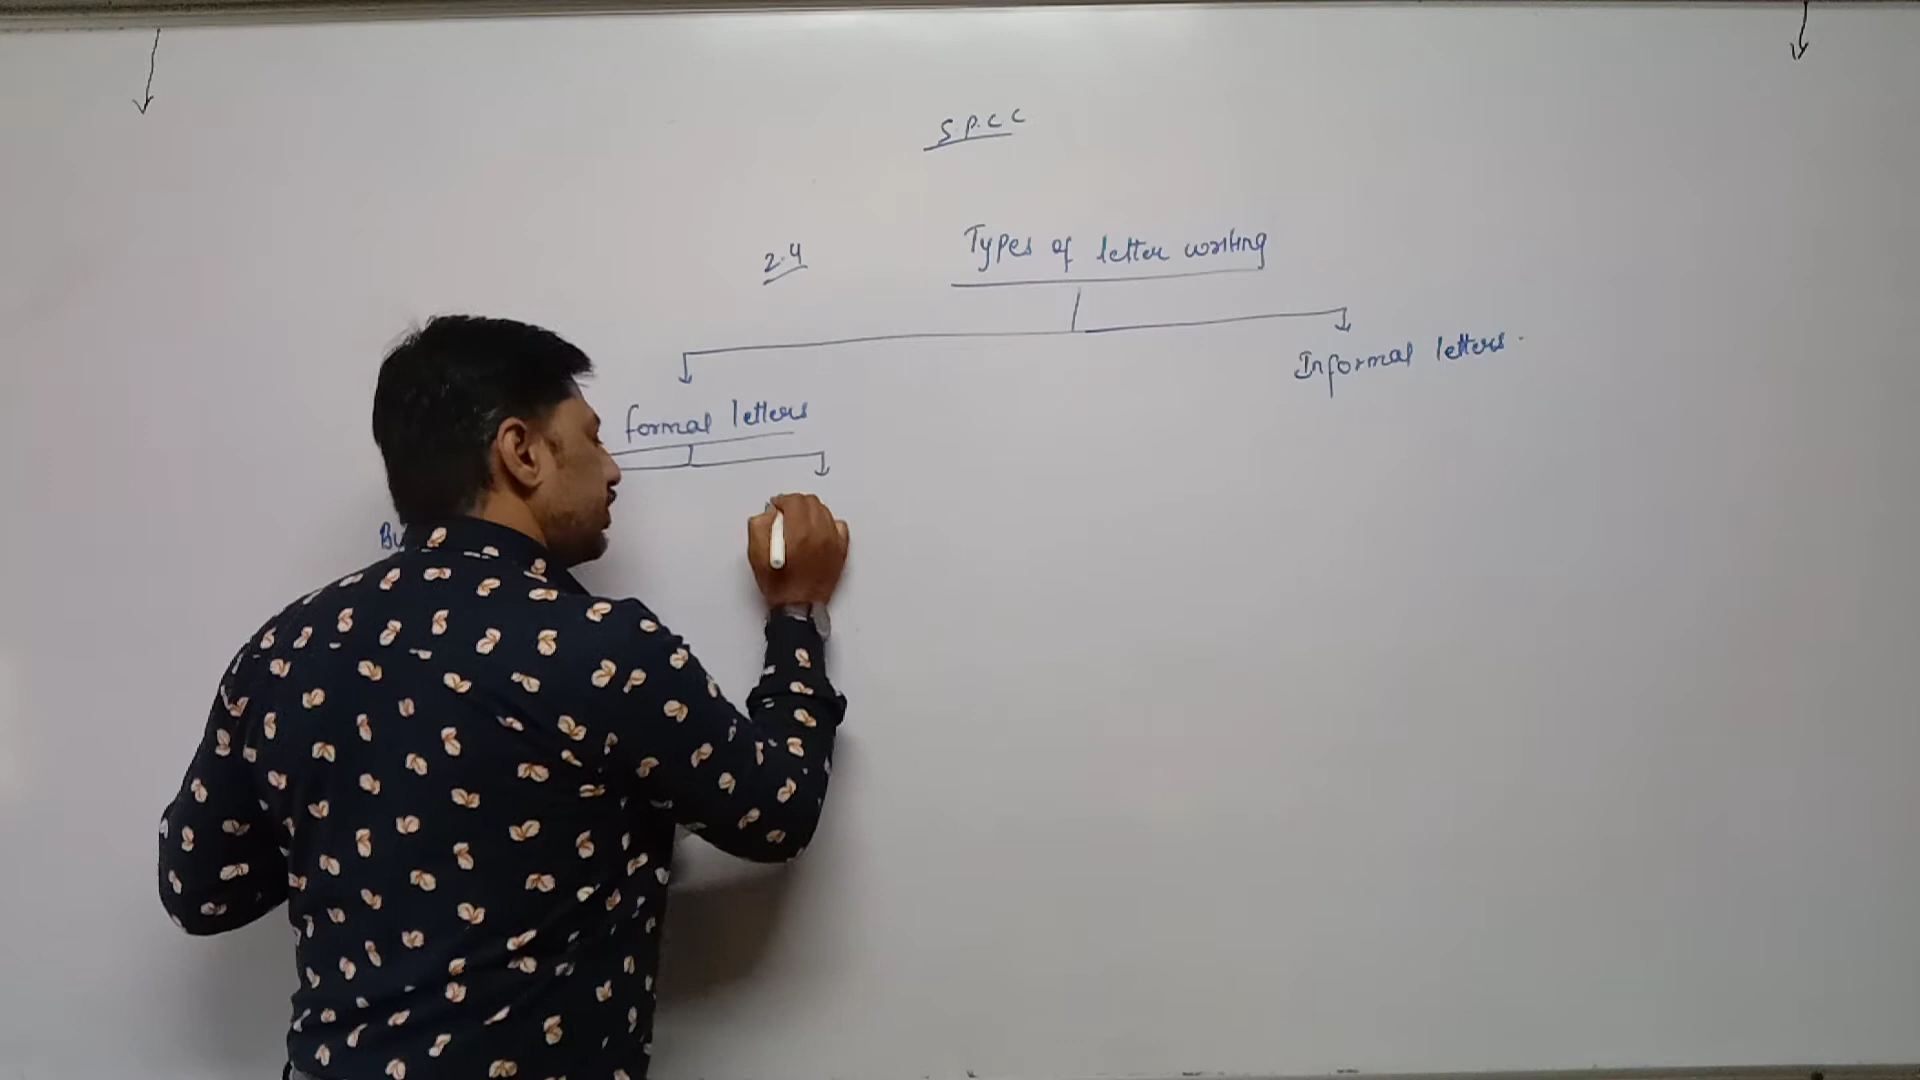 S.P.C.C
2.4 Types of letter writing
Informal letters.
formal letters